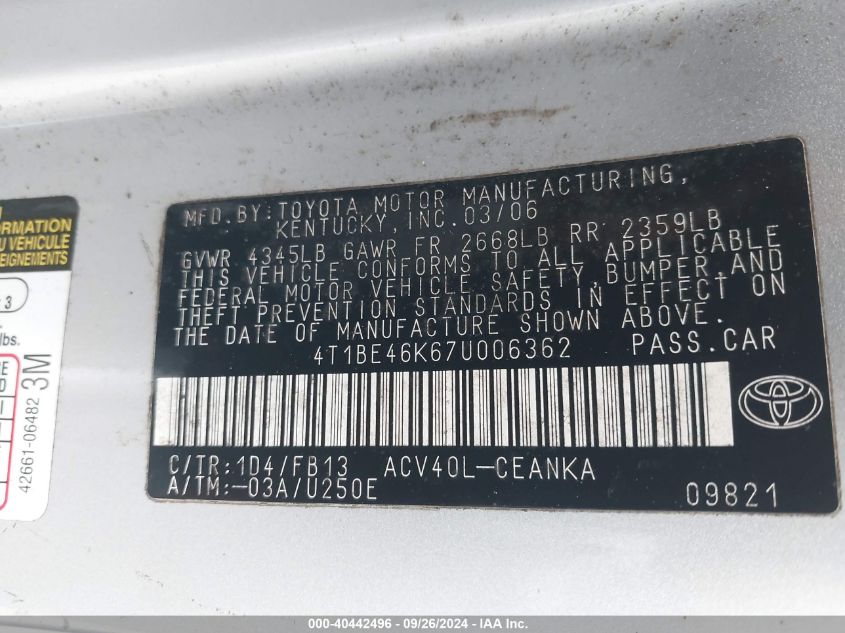 MFD. BY: TOYOTA MOTOR MANUFACTURING,
KENTUCKY, INC. 03/06
GVWR 4345LB GAWR FR 2668LB RR 2359LB
THIS VEHICLE CONFORMS TO ALL APPLICABLE
FEDERAL MOTOR VEHICLE SAFETY, BUMPER, AND
THEFT PREVENTION STANDARDS IN EFFECT ON
THE DATE OF MANUFACTURE SHOWN ABOVE.
4T1BE46K67U006362 PASS.CAR
C/TR: 1D4/FB13 ACV40L-CEANKA
A/TM: -03A/U250E
09821
FORMATION
U VEHICULE
EIGNEMENTS
3
lbs.
42661-06482 3M
000-40442496 - 09/26/2024 - IAA Inc.